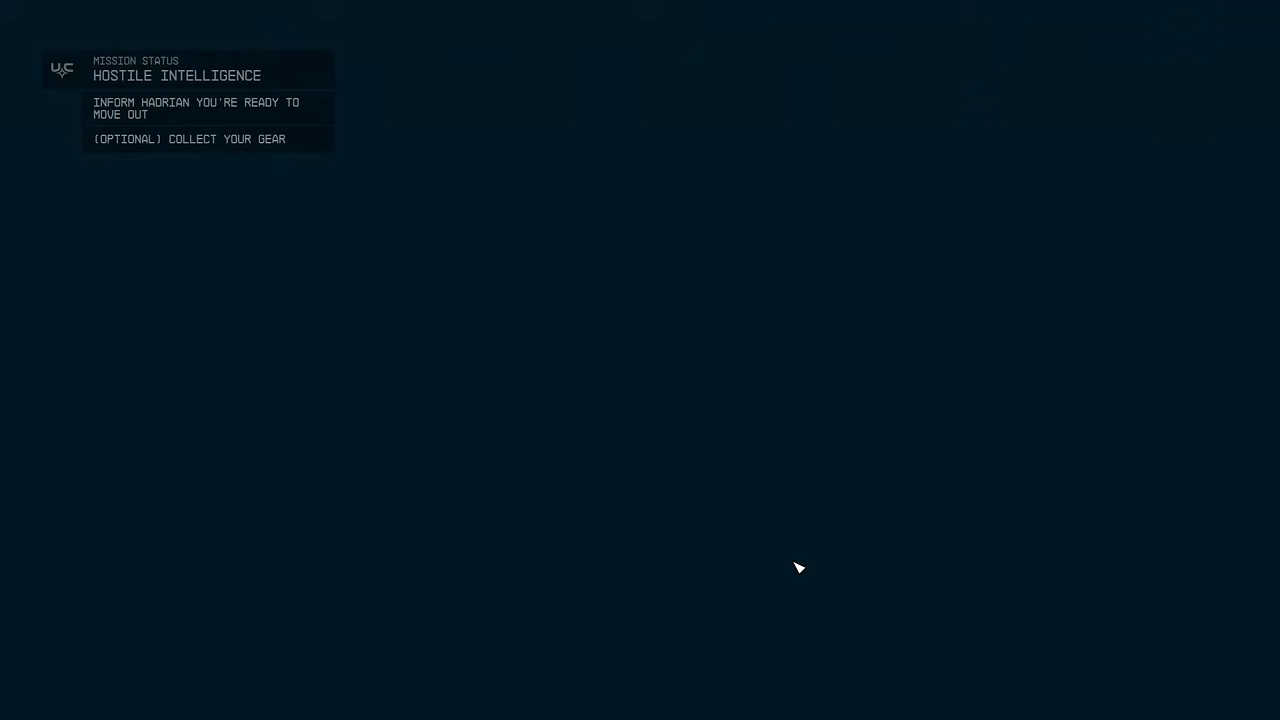 UC
MISSION STATUS
HOSTILE INTELLIGENCE
INFORM HADRIAN YOU'RE READY TO
MOVE OUT
(OPTIONAL) COLLECT YOUR GEAR